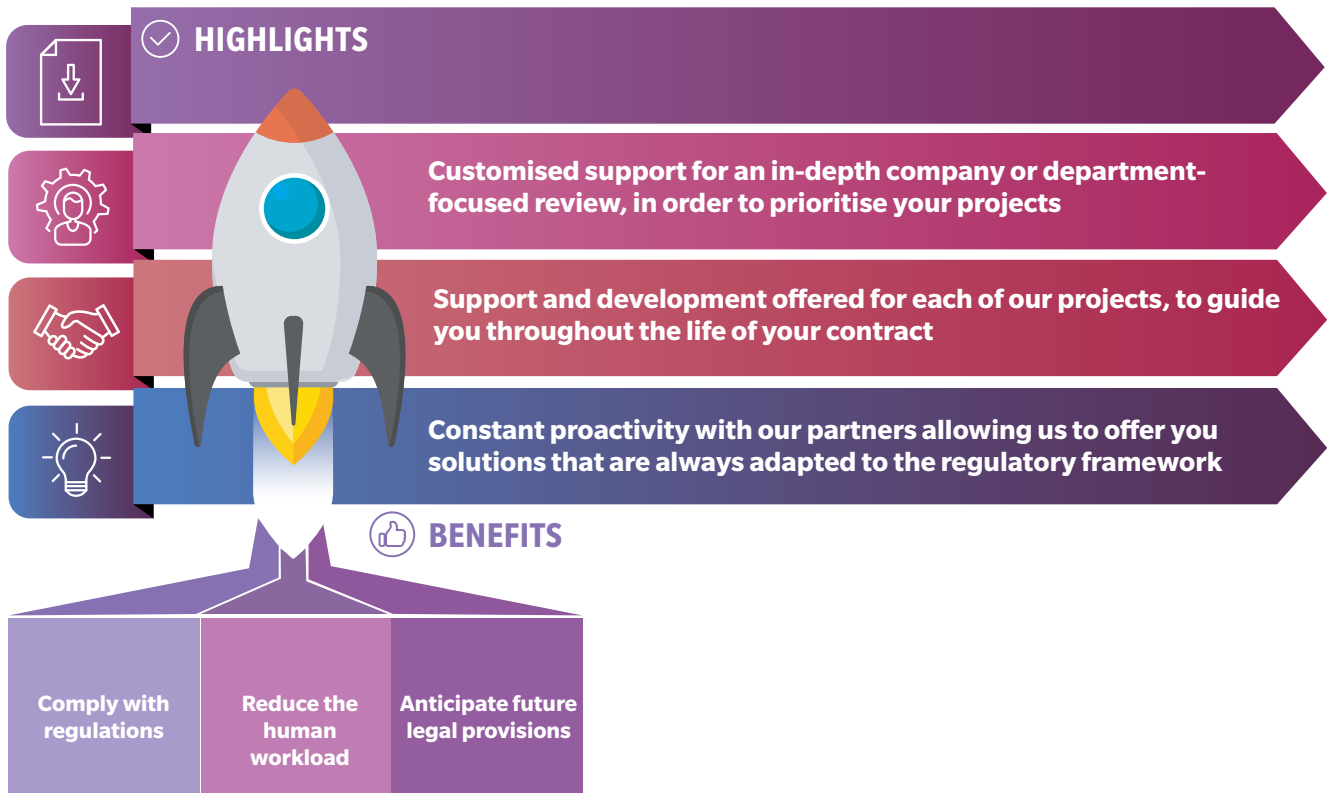 HIGHLIGHTS
Customised support for an in-depth company or department-
focused review, in order to prioritise your projects
Support and development offered for each of our projects, to guide
you throughout the life of your contract
Constant proactivity with our partners allowing us to offer you
solutions that are always adapted to the regulatory framework
BENEFITS
Comply with
regulations
Reduce the
human
workload
Anticipate future
legal provisions